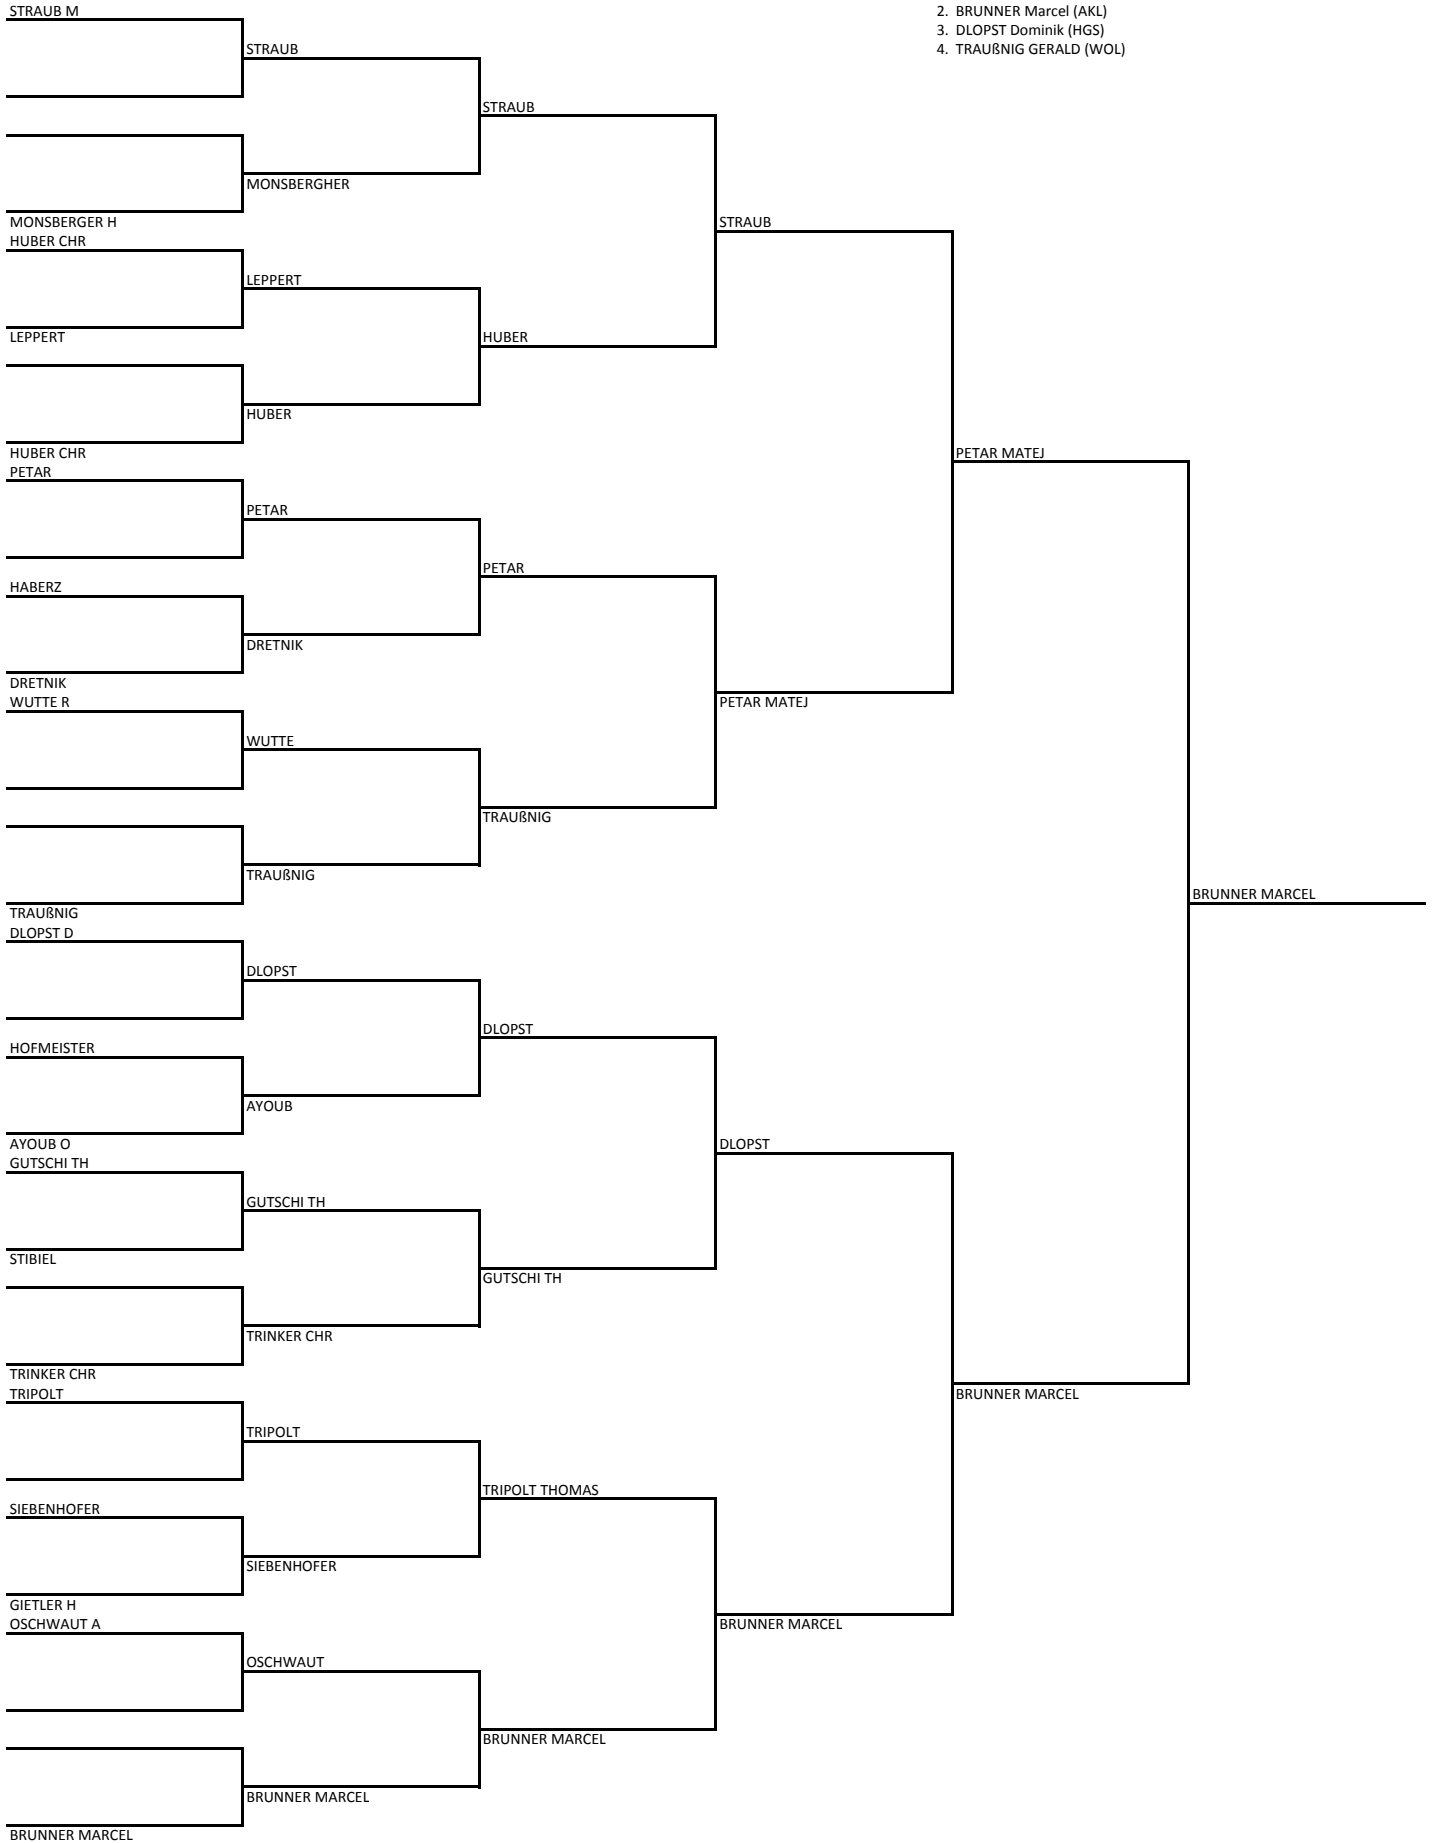 STRAUB M
2. BRUNNER Marcel (AKL)
3. DLOPST Dominik (HGS)
STRAUB
4. TRAUßNIG GERALD (WOL)
STRAUB
MONSBERGHER
MONSBERGER H
STRAUB
HUBER CHR
LEPPERT
LEPPERT
HUBER
HUBER
HUBER CHR
PETAR MATEJ
PETAR
PETAR
PETAR
HABERZ
DRETNIK
DRETNIK
WUTTE R
PETAR MATEJ
WUTTE
TRAUßNIG
TRAUßNIG
BRUNNER MARCEL
TRAUßNIG
DLOPST D
DLOPST
DLOPST
HOFMEISTER
AYOUB
AYOUB O
DLOPST
GUTSCHI TH
GUTSCHI TH
STIBIEL
GUTSCHI TH
TRINKER CHR
TRINKER CHR
TRIPOLT
BRUNNER MARCEL
TRIPOLT
TRIPOLT THOMAS
SIEBENHOFER
SIEBENHOFER
GIETLER H
OSCHWAUT A
BRUNNER MARCEL
OSCHWAUT
BRUNNER MARCEL
BRUNNER MARCEL
BRUNNER MARCEL